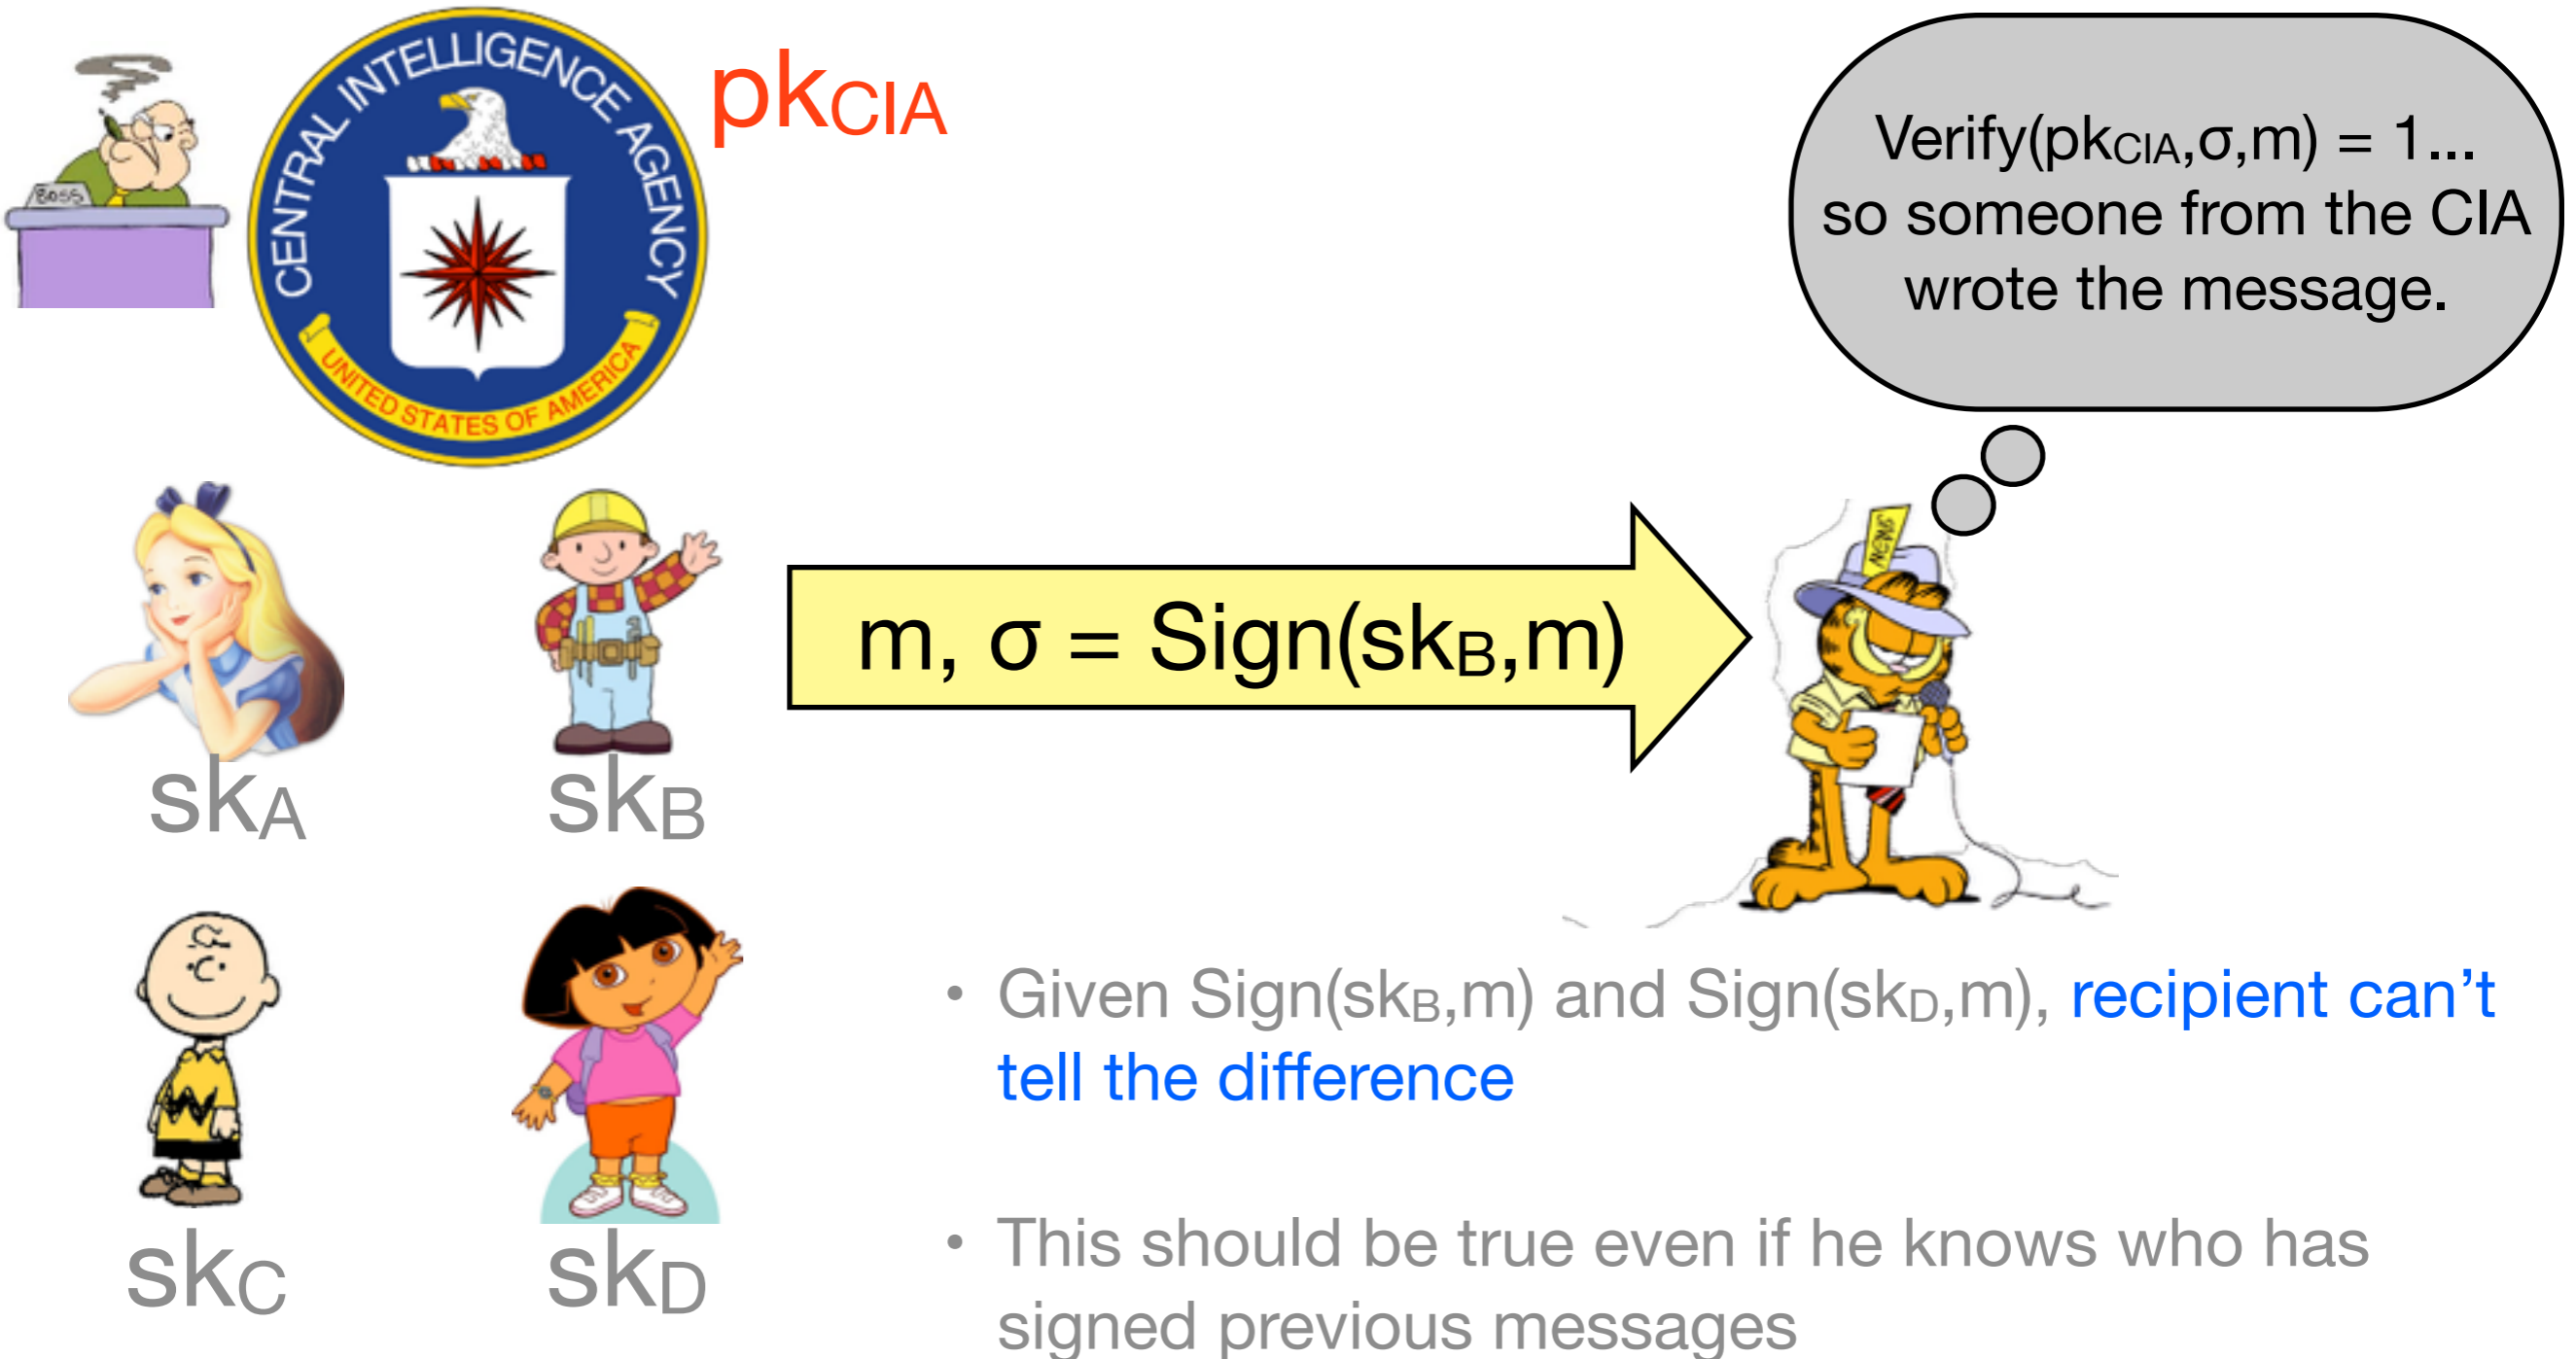 CENTRAL INTELLIGENCE AGENCY
UNITED STATES OF AMERICA
BOSS
pkCIA
Verify(pkCIA,σ,m) = 1...
so someone from the CIA
wrote the message.
NEWS
m, σ = Sign(skB,m)
skA
skB
skC
skD
• Given Sign(skB,m) and Sign(skD,m), recipient can’t
tell the difference
• This should be true even if he knows who has
signed previous messages